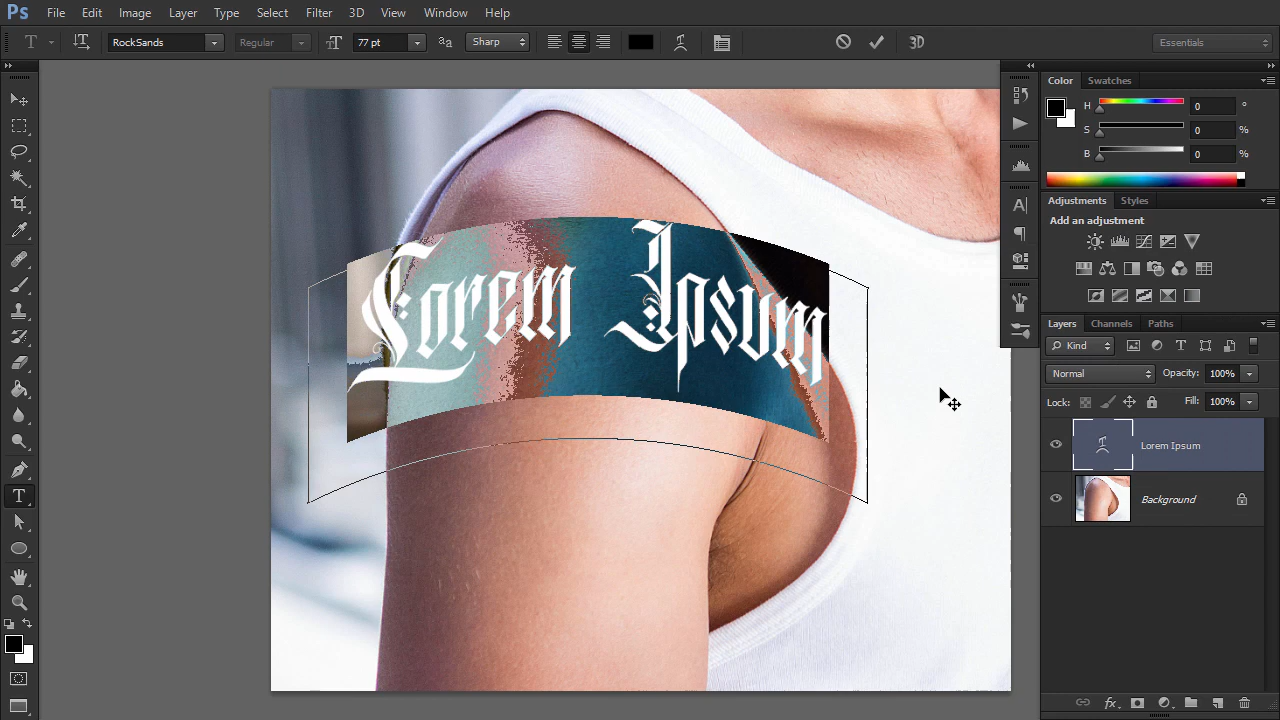 Ps File Edit Image Layer Type Select Filter 3D View Window Help
RockSands Regular 77 pt Sharp 3D Essentials
Color Swatches
H 0 °
S 0 %
B 0 %
Adjustments Styles
Add an adjustment
Lorem Ipsum
Layers Channels Paths
Kind
Normal Opacity: 100%
Lock: Fill: 100%
Lorem Ipsum
Background
fx